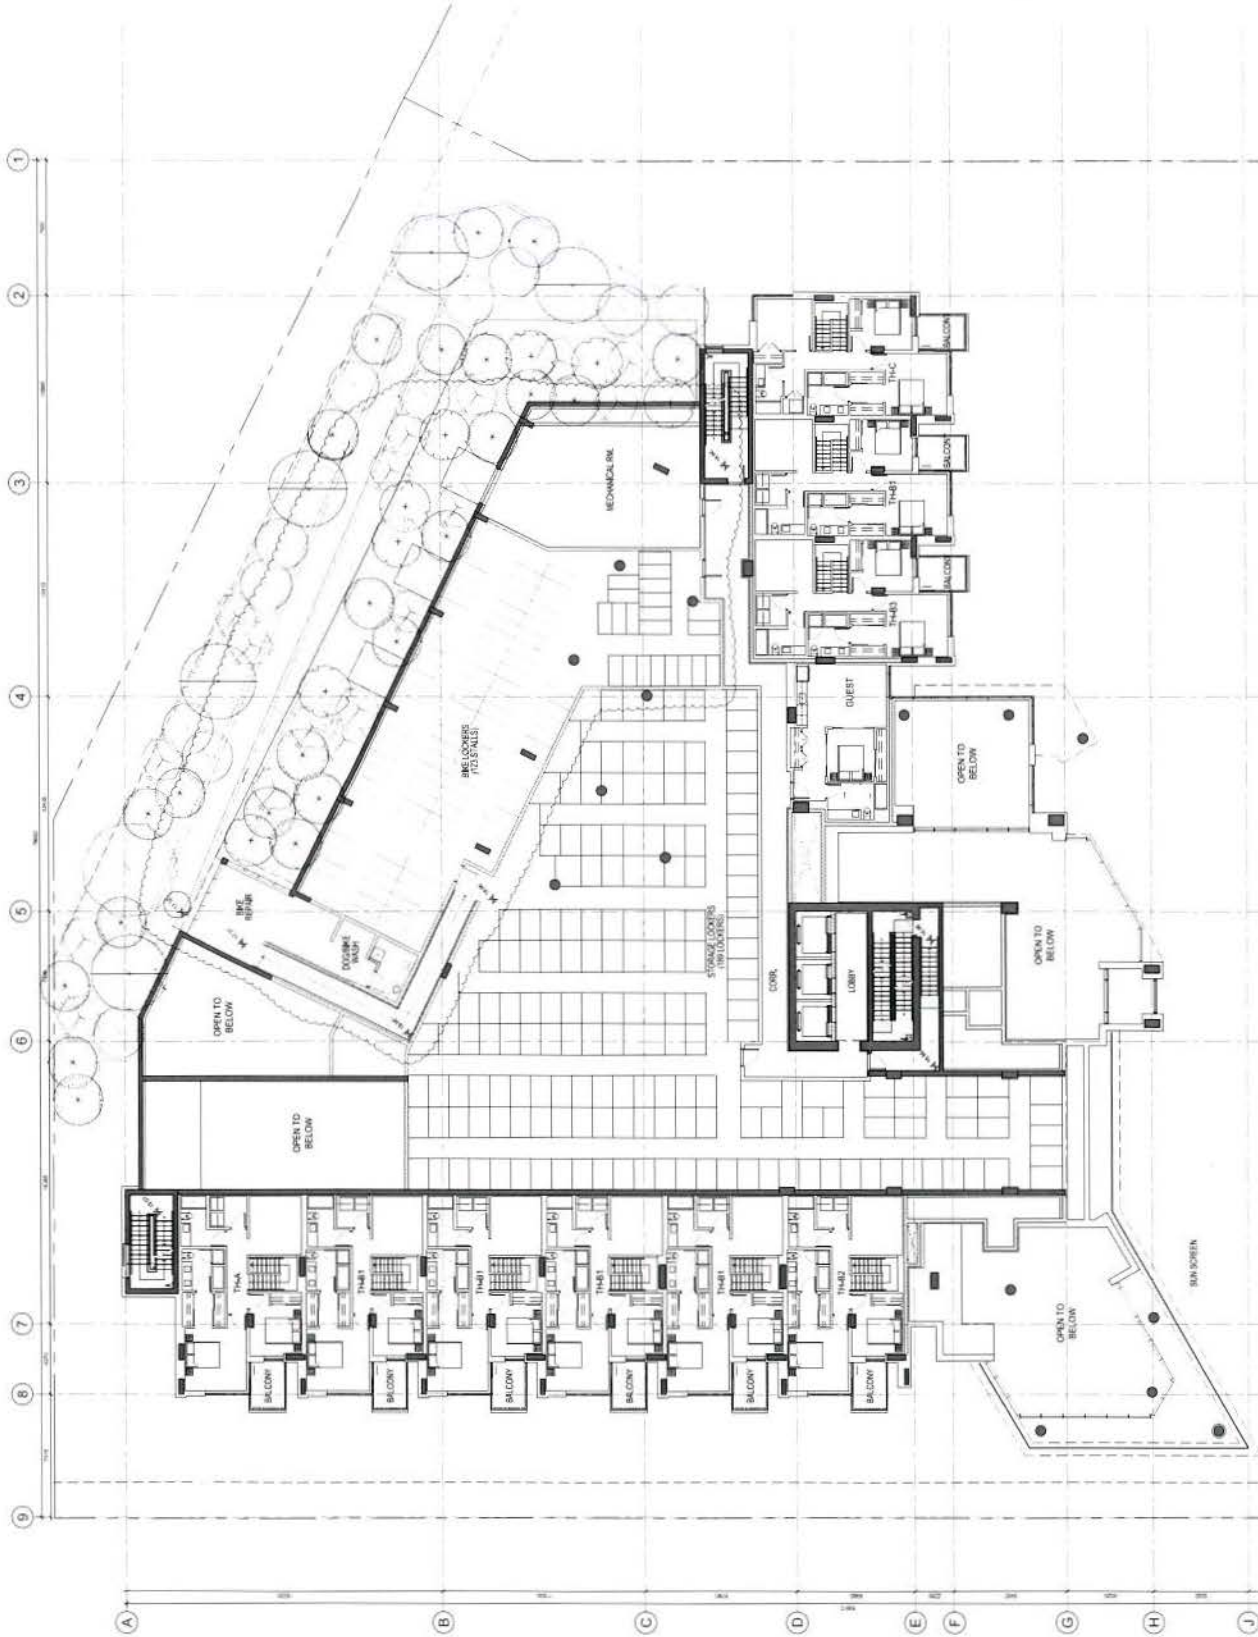 1
2
3
4
5
6
7
8
9
A
B
C
D
E
F
G
H
J
MECHANICAL RM.
BIKE LOCKERS
(123 STALLS)
BIKE
REPAIR
DOG/BIKE
WASH
OPEN TO
BELOW
OPEN TO
BELOW
STORAGE LOCKERS
(189 LOCKERS)
CORR.
LOBBY
GUEST
OPEN TO
BELOW
OPEN TO
BELOW
OPEN TO
BELOW
SUN SCREEN
TH-C
BALCONY
TH-B1
BALCONY
TH-B3
BALCONY
TH-A
BALCONY
TH-B1
BALCONY
TH-B1
BALCONY
TH-B1
BALCONY
TH-B1
BALCONY
TH-B2
BALCONY